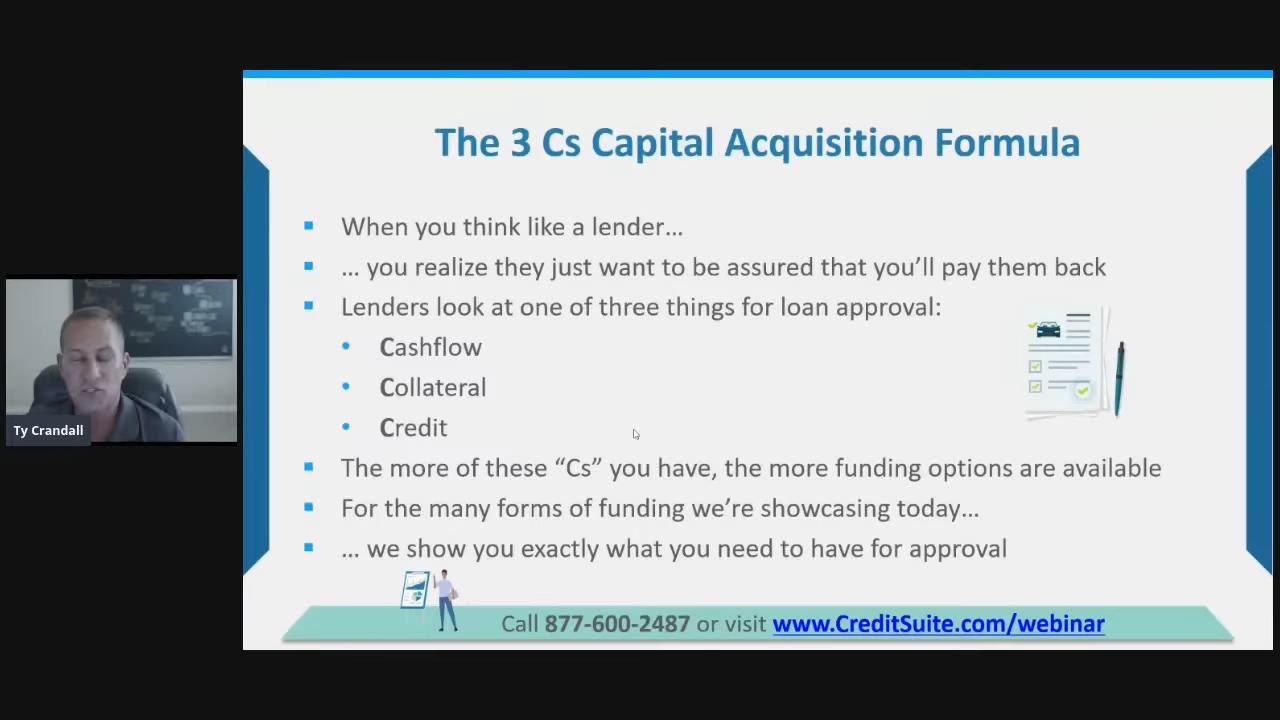 The 3 Cs Capital Acquisition Formula
When you think like a lender…
… you realize they just want to be assured that you’ll pay them back
Lenders look at one of three things for loan approval:
Cashflow
Collateral
Credit
The more of these “Cs” you have, the more funding options are available
For the many forms of funding we’re showcasing today…
… we show you exactly what you need to have for approval
Call 877-600-2487 or visit www.CreditSuite.com/webinar
Ty Crandall